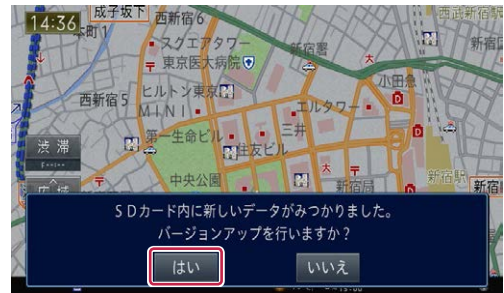 14:36
成子坂下
本町1
西新宿6
西武新宿駅
スクエアタワー
東京医大病院
新宿署
大
小田急
ヒルトン東京
西新宿5
MINI
エルタワー
D
第一生命ビル
三井
住友ビル
D
渋滞
中央公園
大
新宿局
新宿駅
新宿
広域
SDカード内に新しいデータがみつかりました。
バージョンアップを行いますか?
はい
いいえ